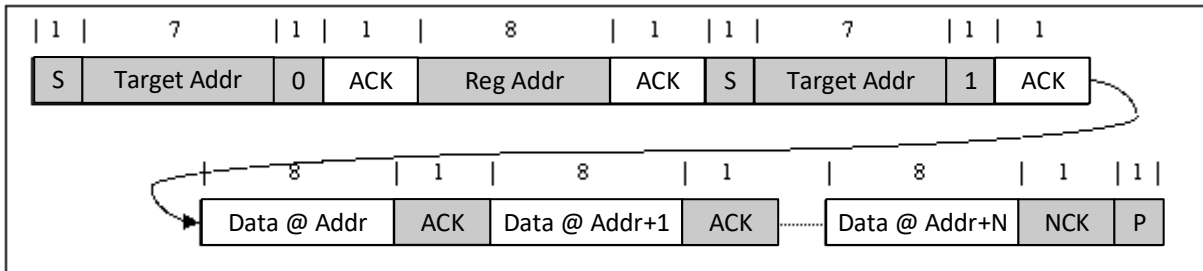 | 1 | 7 | 1 | 1 | 8 | 1 | 1 | 7 | 1 | 1
S Target Addr 0 ACK Reg Addr ACK S Target Addr 1 ACK
| 8 | 1 | 8 | 1 | 8 | 1 | 1 |
Data @ Addr ACK Data @ Addr+1 ACK Data @ Addr+N NCK P